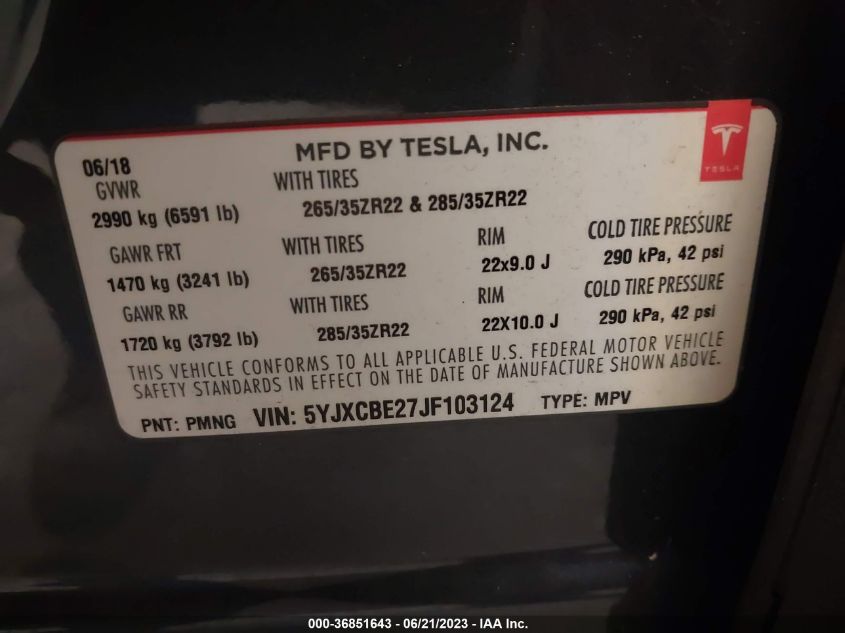 MFD BY TESLA, INC.
TESLA
06/18
GVWR WITH TIRES
2990 kg (6591 lb) 265/35ZR22 & 285/35ZR22
GAWR FRT WITH TIRES RIM COLD TIRE PRESSURE
1470 kg (3241 lb) 265/35ZR22 22x9.0 J 290 kPa, 42 psi
GAWR RR WITH TIRES RIM COLD TIRE PRESSURE
1720 kg (3792 lb) 285/35ZR22 22X10.0 J 290 kPa, 42 psi
THIS VEHICLE CONFORMS TO ALL APPLICABLE U.S. FEDERAL MOTOR VEHICLE
SAFETY STANDARDS IN EFFECT ON THE DATE OF MANUFACTURE SHOWN ABOVE.
PNT: PMNG VIN: 5YJXCBE27JF103124 TYPE: MPV
000-36851643 - 06/21/2023 - IAA Inc.